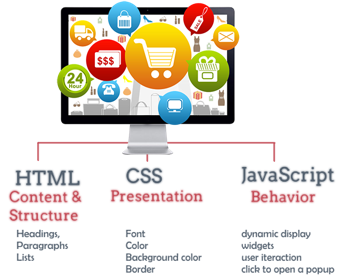 SALE
$$$
24
Hour
HTML
Content &
Structure
Headings,
Paragraphs
Lists
CSS
Presentation
Font
Color
Background color
Border
JavaScript
Behavior
dynamic display
widgets
user iteraction
click to open a popup